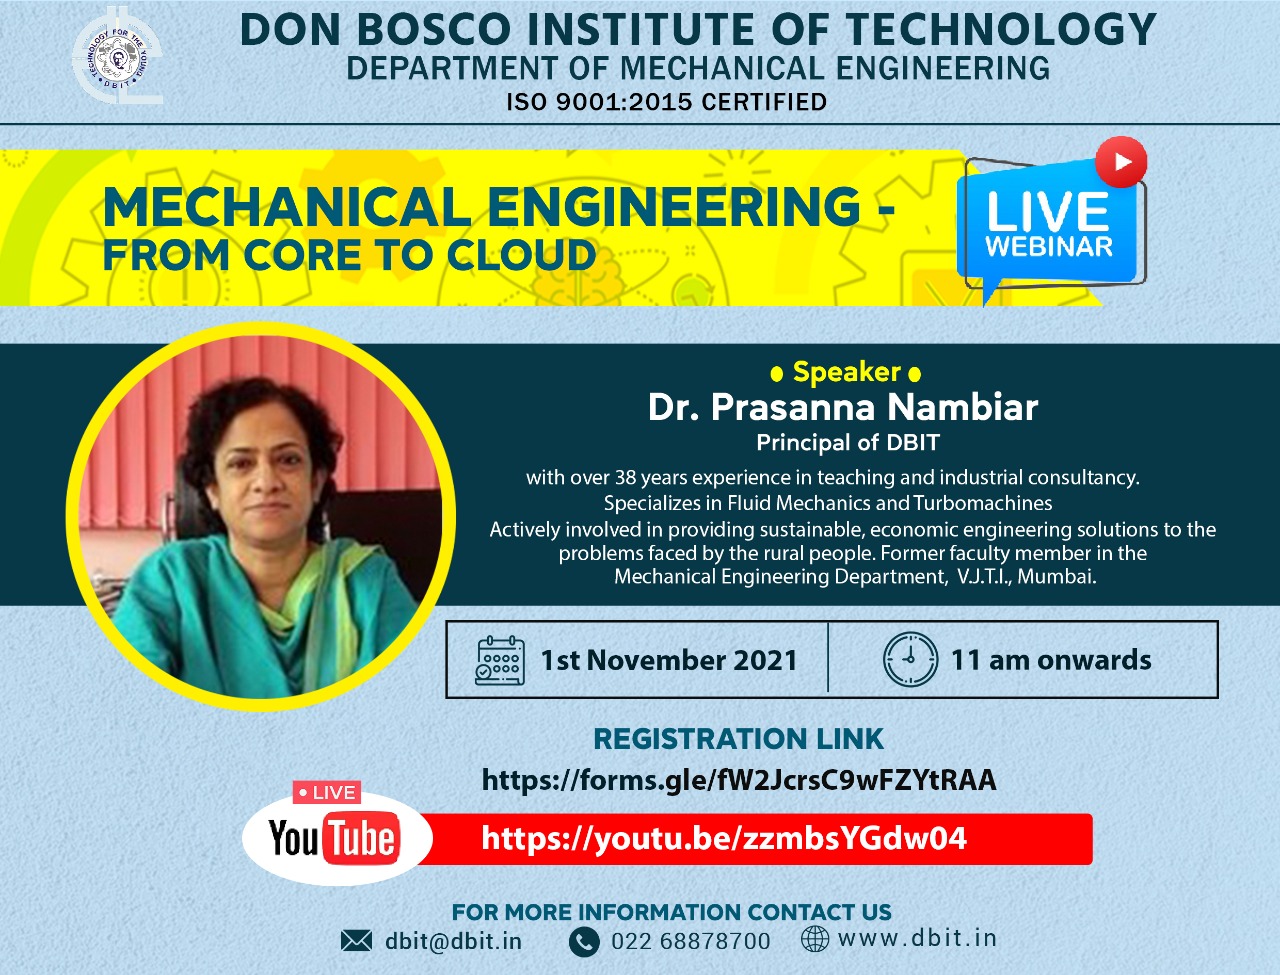 DON BOSCO INSTITUTE OF TECHNOLOGY
DEPARTMENT OF MECHANICAL ENGINEERING
ISO 9001:2015 CERTIFIED
TECHNOLOGY FOR THE YOUNG
DBIT
MECHANICAL ENGINEERING -
FROM CORE TO CLOUD
LIVE
WEBINAR
• Speaker •
Dr. Prasanna Nambiar
Principal of DBIT
with over 38 years experience in teaching and industrial consultancy.
Specializes in Fluid Mechanics and Turbomachines
Actively involved in providing sustainable, economic engineering solutions to the
problems faced by the rural people. Former faculty member in the
Mechanical Engineering Department, V.J.T.I., Mumbai.
1st November 2021
11 am onwards
REGISTRATION LINK
https://forms.gle/fW2JcrsC9wFZYtRAA
• LIVE
YouTube
https://youtu.be/zzmbsYGdw04
FOR MORE INFORMATION CONTACT US
dbit@dbit.in
022 68878700
www.dbit.in